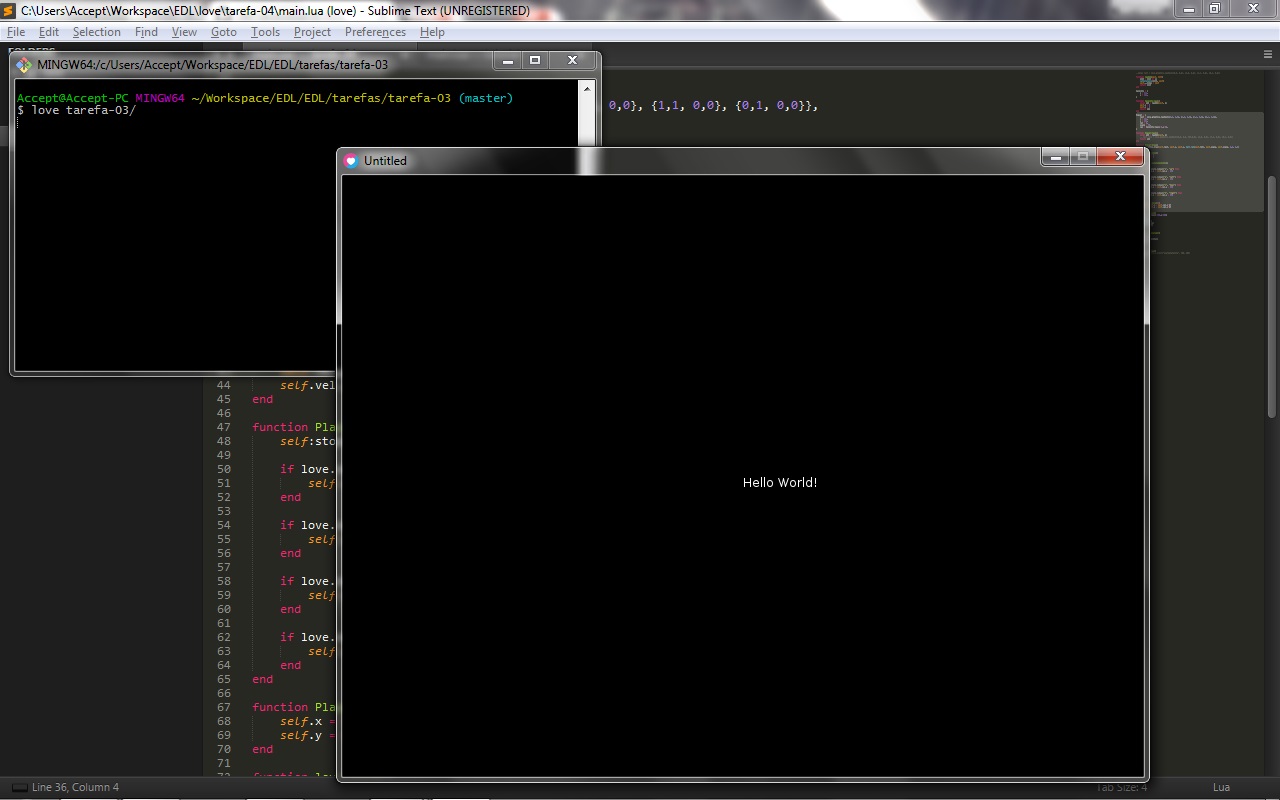 C:\Users\Accept\Workspace\EDL\love\tarefa-04\main.lua (love) - Sublime Text (UNREGISTERED)
File Edit Selection Find View Goto Tools Project Preferences Help
FOLDERS
MINGW64:/c/Users/Accept/Workspace/EDL/EDL/tarefas/tarefa-03
Accept@Accept-PC MINGW64 ~/Workspace/EDL/EDL/tarefas/tarefa-03 (master)
$ love tarefa-03/
0,0}, {1,1, 0,0}, {0,1, 0,0}},
Untitled
Hello World!
44 self.vel
45 end
46
47 function Pla
48 self:sto
49
50 if love.
51 self
52 end
53
54 if love.
55 self
56 end
57
58 if love.
59 self
60 end
61
62 if love.
63 self
64 end
65 end
66
67 function Pla
68 self.x =
69 self.y =
70 end
71
Line 36, Column 4
Tab Size: 4
Lua